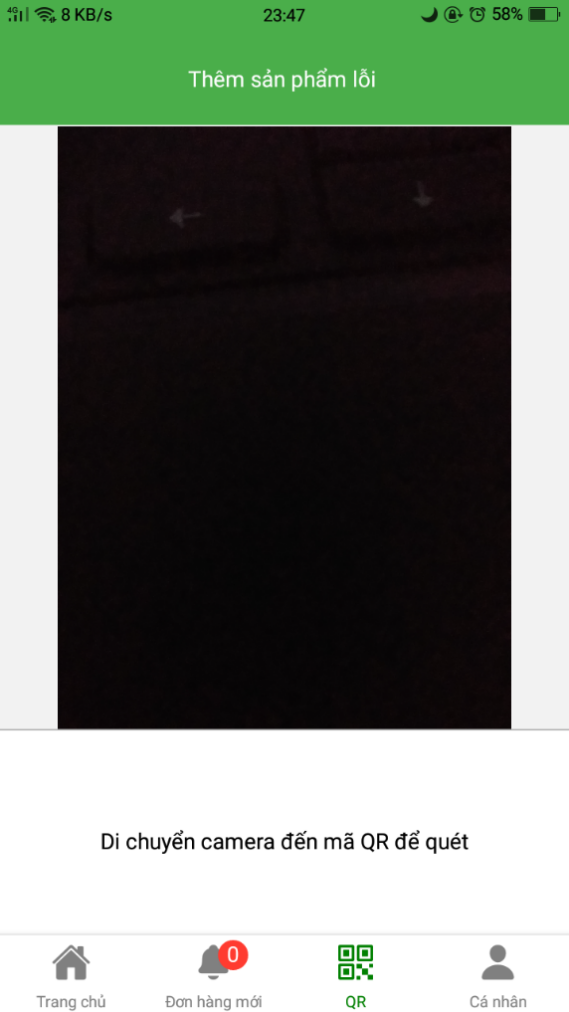 4G 8 KB/s 23:47 58%
Thêm sản phẩm lỗi
Di chuyển camera đến mã QR để quét
0
Trang chủ Đơn hàng mới QR Cá nhân